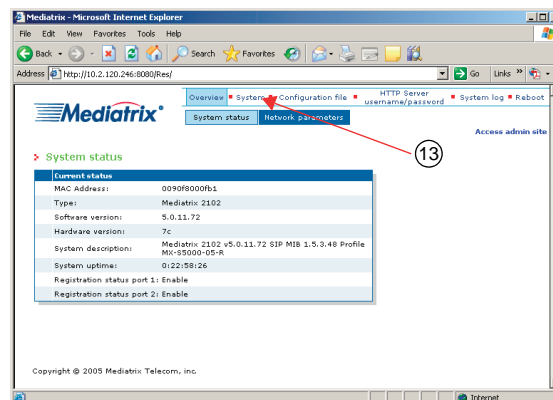 Mediatrix - Microsoft Internet Explorer
File Edit View Favorites Tools Help
Back Search Favorites
Address http://10.2.120.246:8080/Res/ Go Links »
Mediatrix
Overview System Configuration file HTTP Server username/password System log Reboot
System status Network parameters
Access admin site
13
System status
Current status
MAC Address: 0090f8000fb1
Type: Mediatrix 2102
Software version: 5.0.11.72
Hardware version: 7c
System description: Mediatrix 2102 v5.0.11.72 SIP MIB 1.5.3.48 Profile
MX-S5000-05-R
System uptime: 0:22:58:26
Registration status port 1: Enable
Registration status port 2: Enable
Copyright @ 2005 Mediatrix Telecom, inc.
Internet